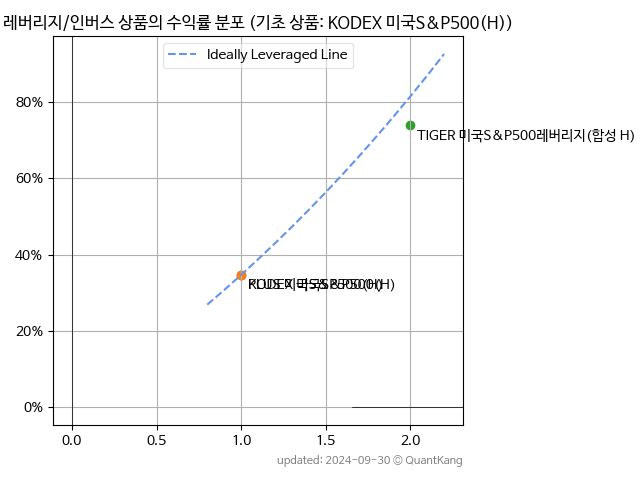 레버리지/인버스 상품의 수익률 분포 (기초 상품: KODEX 미국S&P500(H))
Ideally Leveraged Line
80%
TIGER 미국S&P500레버리지(합성 H)
60%
40%
20%
0%
0.0 0.5 1.0 1.5 2.0
updated: 2024-09-30 © QuantKang